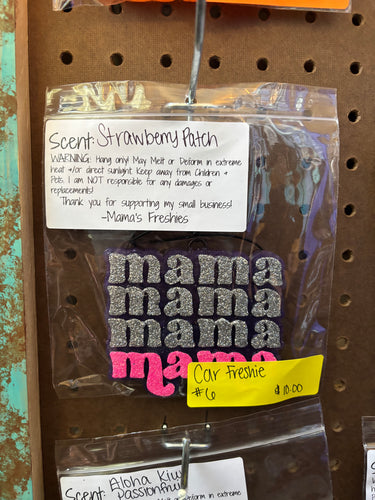 Scent: Strawberry Patch
WARNING: Hang only! May Melt or Deform in extreme
heat +/or direct sunlight. Keep away from Children +
Pets. I am NOT responsible for any damages or
replacements!
Thank you for supporting my small business!
-Mama's Freshies
mama
mama
mama
mama
Car Freshie
#6 $10.00
Scent: Aloha Kiwi
Passionfruit
in extreme